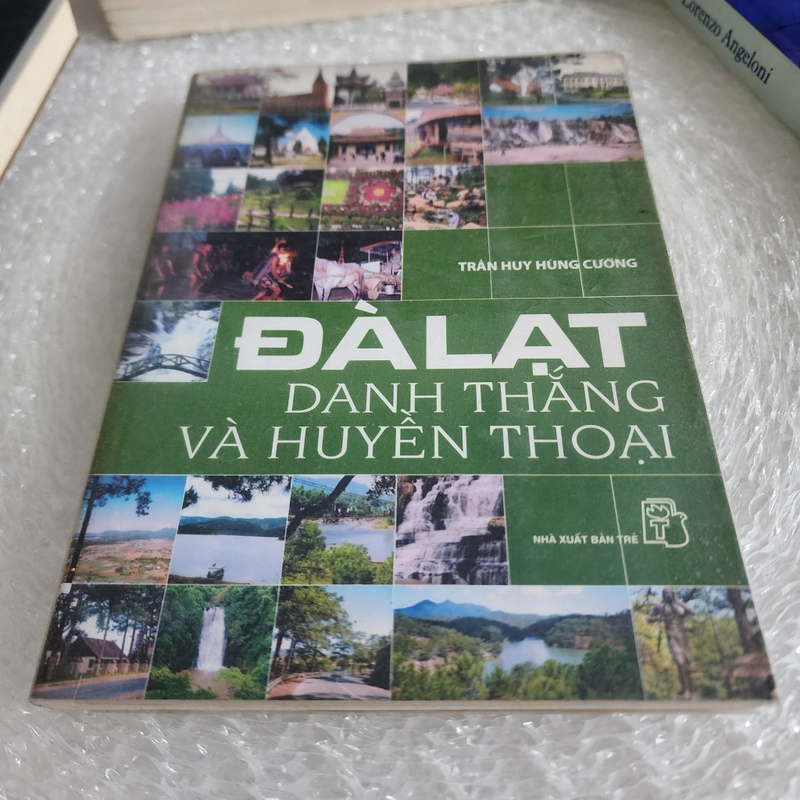 Lorenzo Angeloni
TRẦN HUY HÙNG CƯỜNG
ĐÀ LẠT
DANH THẮNG
VÀ HUYỀN THOẠI
NHÀ XUẤT BẢN TRẺ